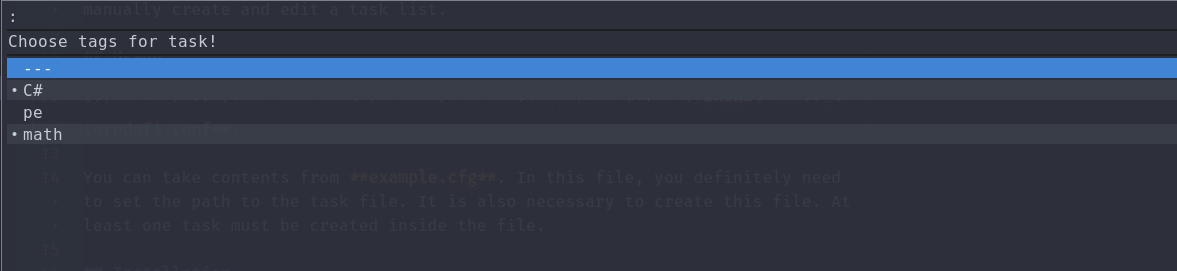 manually create and edit a task list.
:
Choose tags for task!
---
• C#
pe
• math
13
14 You can take contents from **example.cfg**. In this file, you definitely need
to set the path to the task file. It is also necessary to create this file. At
least one task must be created inside the file.
15